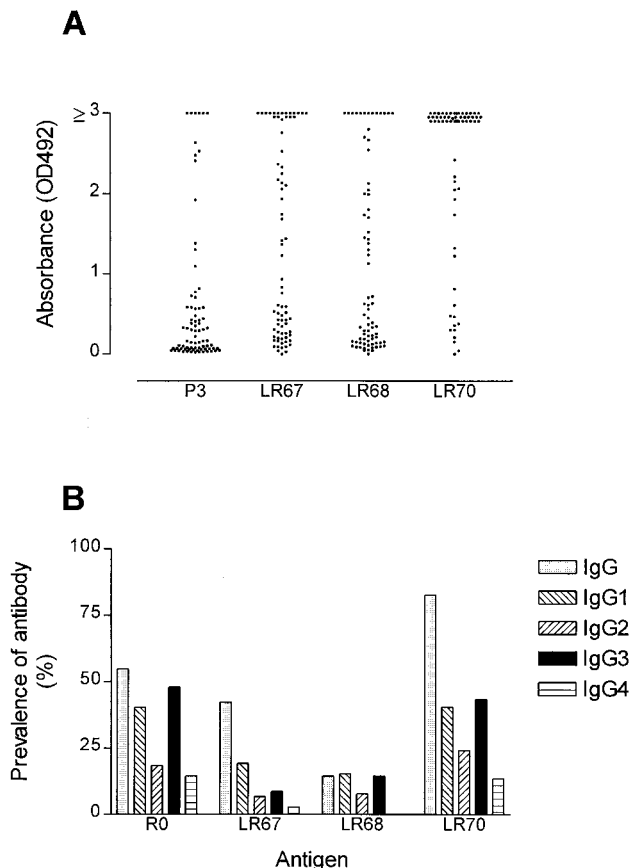 A
Absorbance (OD492)
≥ 3
2
1
0
P3 LR67 LR68 LR70
B
Prevalence of antibody
(%)
100
75
50
25
0
R0 LR67 LR68 LR70
Antigen
IgG
IgG1
IgG2
IgG3
IgG4